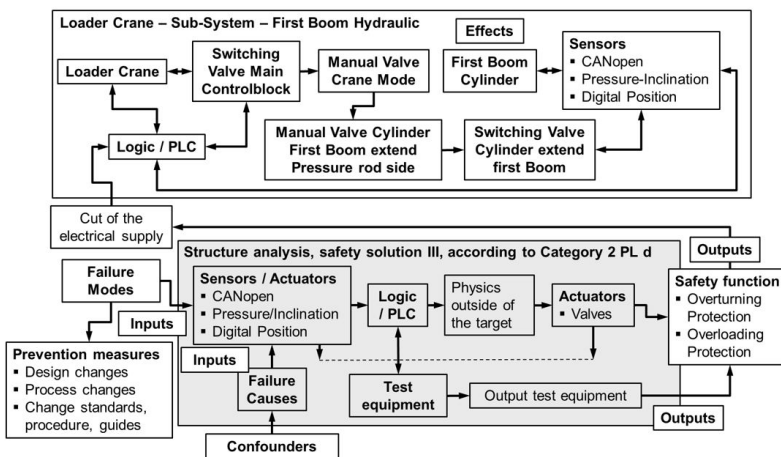 Loader Crane – Sub-System – First Boom Hydraulic
Effects
Loader Crane
Switching
Valve Main
Controlblock
Manual Valve
Crane Mode
First Boom
Cylinder
Sensors
▪ CANopen
▪ Pressure-Inclination
▪ Digital Position
Logic / PLC
Manual Valve Cylinder
First Boom extend
Pressure rod side
Switching Valve
Cylinder extend
first Boom
Cut of the
electrical supply
Outputs
Structure analysis, safety solution III, according to Category 2 PL d
Failure
Modes
Inputs
Sensors / Actuators
▪ CANopen
▪ Pressure/Inclination
▪ Digital Position
Logic
/ PLC
Physics
outside of
the target
Actuators
▪ Valves
Safety function
▪ Overturning
Protection
▪ Overloading
Protection
Prevention measures
▪ Design changes
▪ Process changes
▪ Change standards,
procedure, guides
Inputs
Failure
Causes
Test
equipment
Output test equipment
Outputs
Confounders